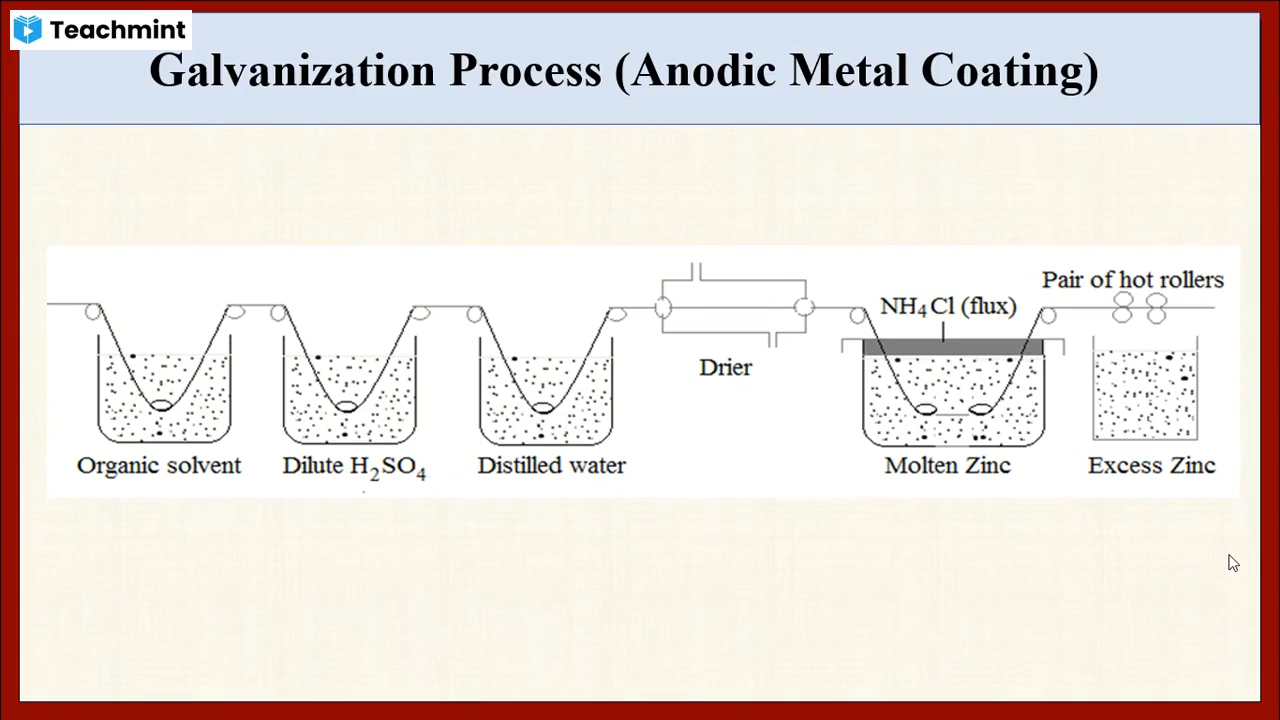 Teachmint
Galvanization Process (Anodic Metal Coating)
Pair of hot rollers
NH₄Cl (flux)
Drier
Organic solvent
Dilute H₂SO₄
Distilled water
Molten Zinc
Excess Zinc